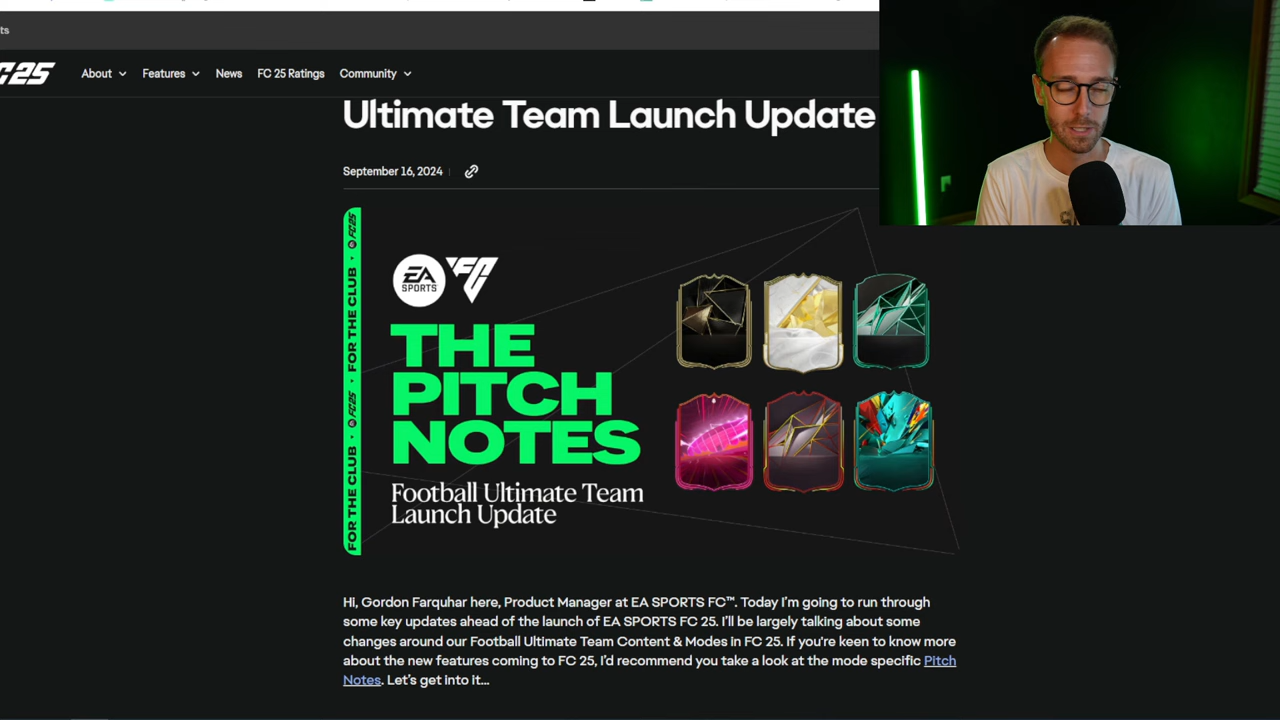 ts
C25
About
Features
News
FC 25 Ratings
Community
Ultimate Team Launch Update
September 16, 2024
FOR THE CLUB · FC25 · FOR THE CLUB · FC25
EA
SPORTS
FC
THE
PITCH
NOTES
Football Ultimate Team
Launch Update
Hi, Gordon Farquhar here, Product Manager at EA SPORTS FC™. Today I'm going to run through
some key updates ahead of the launch of EA SPORTS FC 25. I'll be largely talking about some
changes around our Football Ultimate Team Content & Modes in FC 25. If you're keen to know more
about the new features coming to FC 25, I'd recommend you take a look at the mode specific Pitch
Notes. Let's get into it...